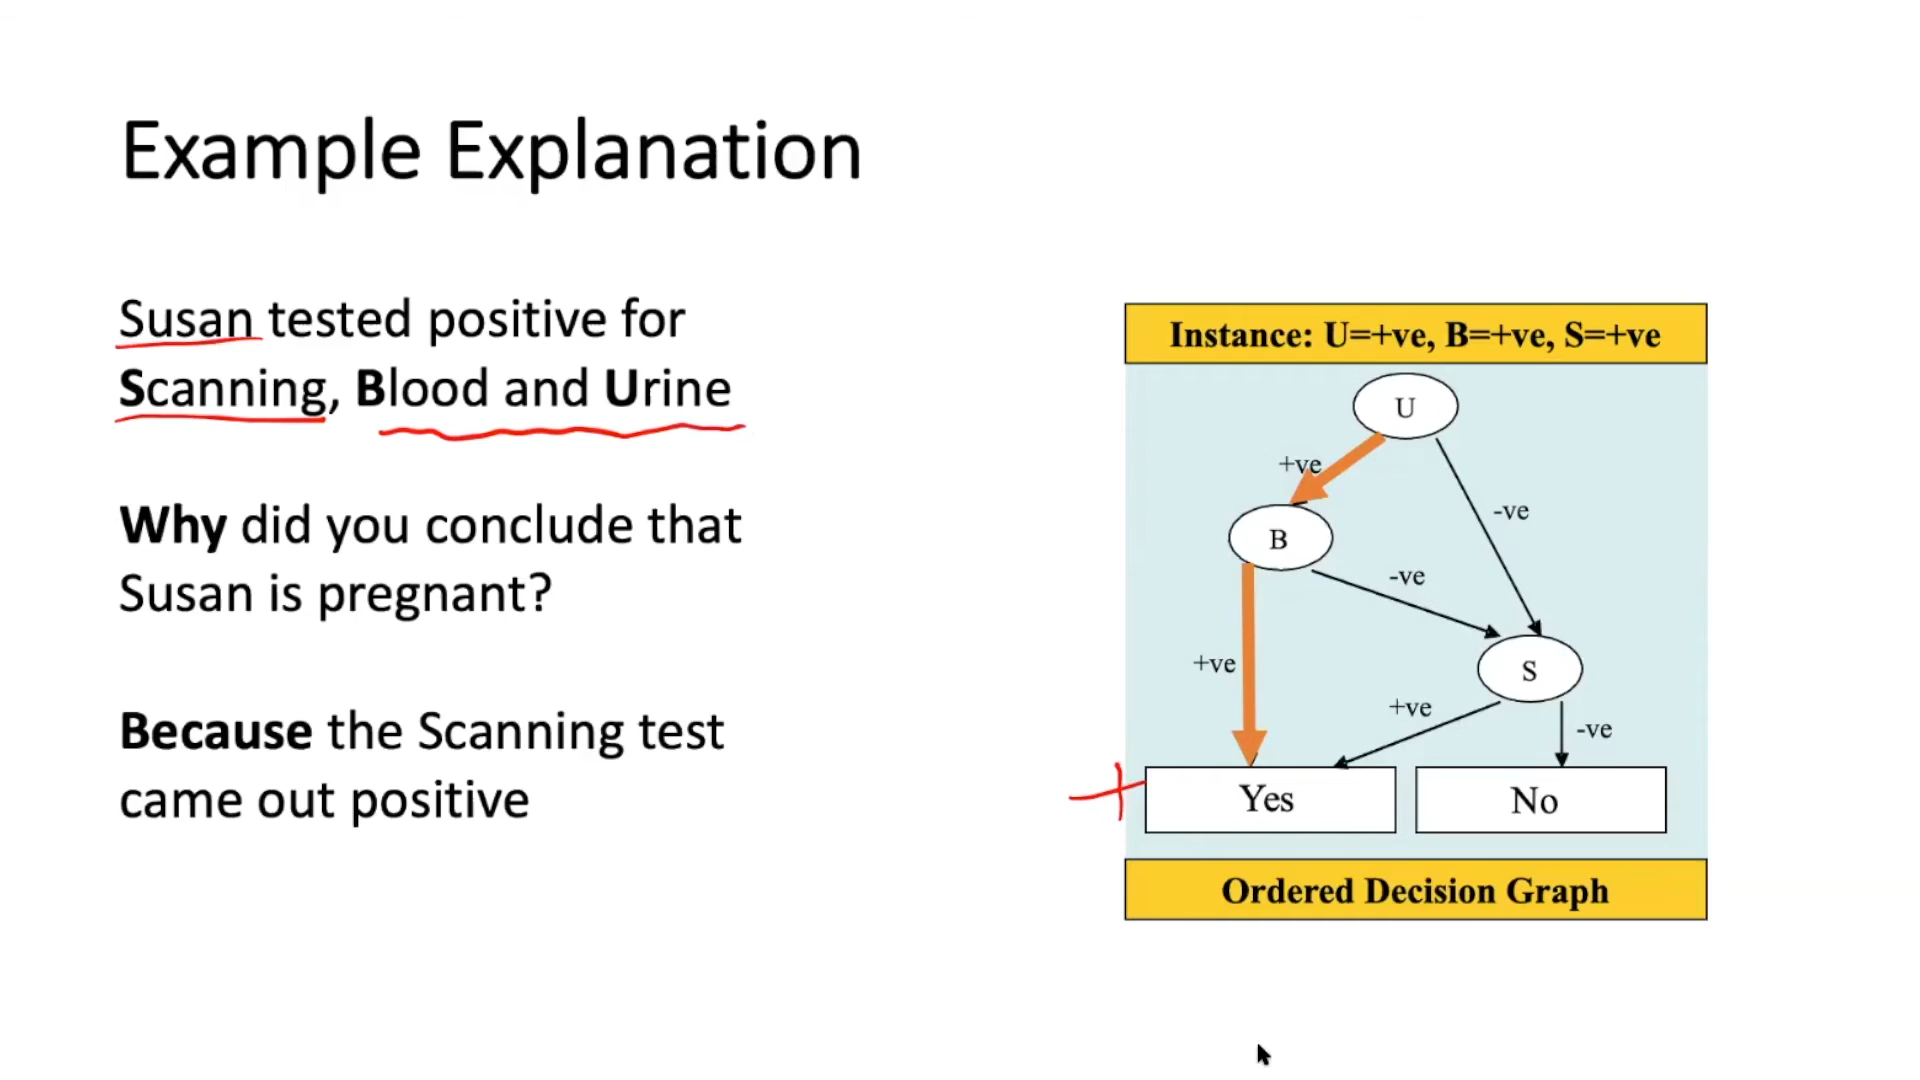 Example Explanation
Susan tested positive for
Scanning, Blood and Urine
Why did you conclude that
Susan is pregnant?
Because the Scanning test
came out positive
Instance: U=+ve, B=+ve, S=+ve
U
+ve
-ve
B
-ve
+ve
S
+ve
-ve
Yes
No
Ordered Decision Graph